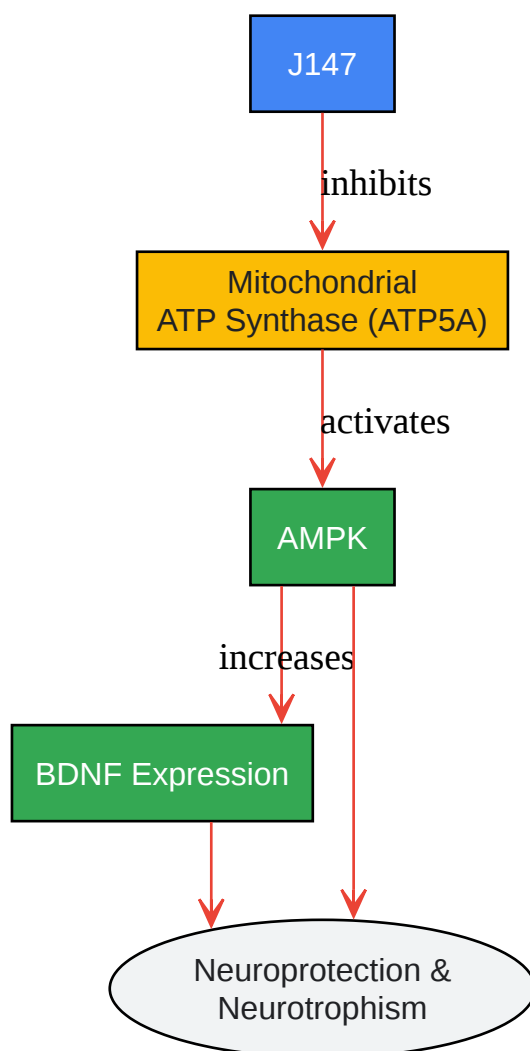 J147
inhibits
Mitochondrial
ATP Synthase (ATP5A)
activates
AMPK
increases
BDNF Expression
Neuroprotection &
Neurotrophism